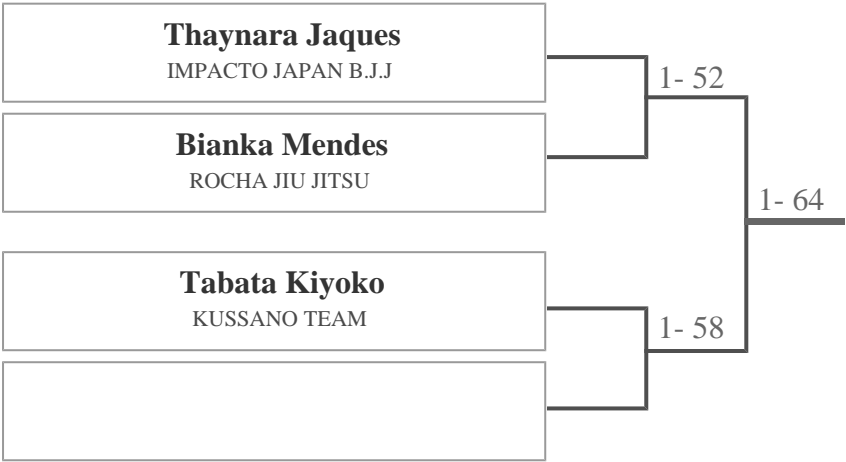 Thaynara Jaques
IMPACTO JAPAN B.J.J
1- 52
Bianka Mendes
ROCHA JIU JITSU
1- 64
Tabata Kiyoko
KUSSANO TEAM
1- 58